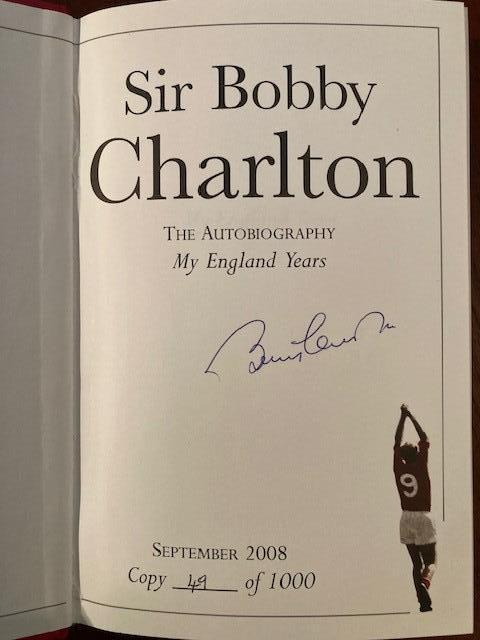 Sir Bobby
Charlton
The Autobiography
My England Years
9
September 2008
Copy 49 of 1000